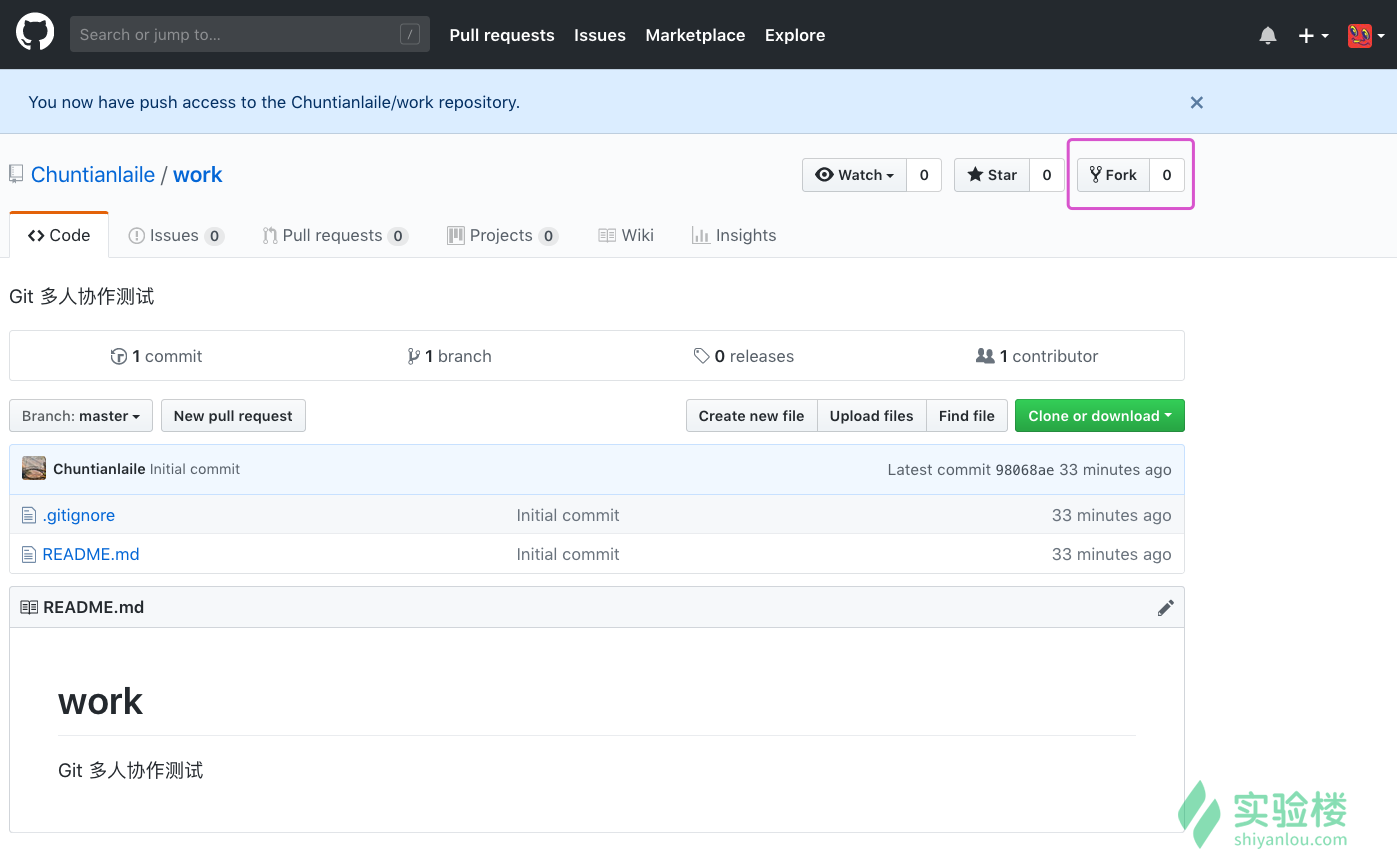 Search or jump to… / Pull requests Issues Marketplace Explore
You now have push access to the Chuntianlaile/work repository.
Chuntianlaile / work Watch 0 Star 0 Fork 0
Code Issues 0 Pull requests 0 Projects 0 Wiki Insights
Git 多人协作测试
1 commit 1 branch 0 releases 1 contributor
Branch: master New pull request Create new file Upload files Find file Clone or download
Chuntianlaile Initial commit Latest commit 98068ae 33 minutes ago
.gitignore Initial commit 33 minutes ago
README.md Initial commit 33 minutes ago
README.md
work
Git 多人协作测试
实验楼
shiyanlou.com